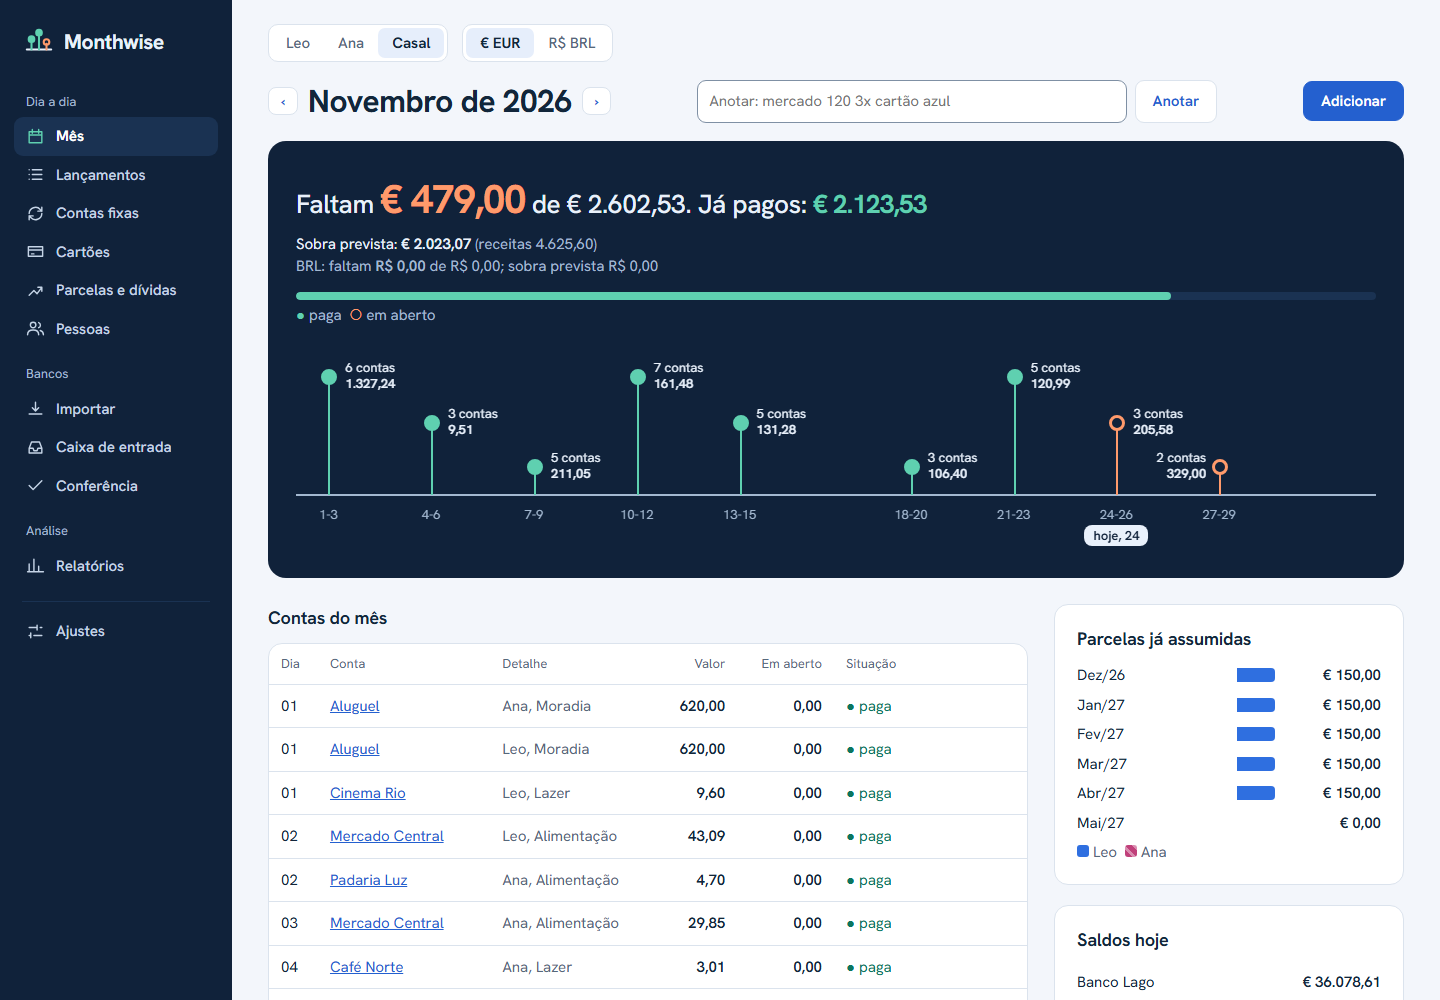 Monthwise
Dia a dia
Mês
Lançamentos
Contas fixas
Cartões
Parcelas e dívidas
Pessoas
Bancos
Importar
Caixa de entrada
Conferência
Análise
Relatórios
Ajustes
Leo Ana Casal € EUR R$ BRL
‹ Novembro de 2026 › Anotar: mercado 120 3x cartão azul Anotar Adicionar
Faltam € 479,00 de € 2.602,53. Já pagos: € 2.123,53
Sobra prevista: € 2.023,07 (receitas 4.625,60)
BRL: faltam R$ 0,00 de R$ 0,00; sobra prevista R$ 0,00
paga em aberto
6 contas
1.327,24
3 contas
9,51
5 contas
211,05
7 contas
161,48
5 contas
131,28
3 contas
106,40
5 contas
120,99
3 contas
205,58
2 contas
329,00
1-3 4-6 7-9 10-12 13-15 18-20 21-23 24-26 27-29
hoje, 24
Contas do mês
Dia Conta Detalhe Valor Em aberto Situação
01 Aluguel Ana, Moradia 620,00 0,00 paga
01 Aluguel Leo, Moradia 620,00 0,00 paga
01 Cinema Rio Leo, Lazer 9,60 0,00 paga
02 Mercado Central Leo, Alimentação 43,09 0,00 paga
02 Padaria Luz Ana, Alimentação 4,70 0,00 paga
03 Mercado Central Ana, Alimentação 29,85 0,00 paga
04 Café Norte Ana, Lazer 3,01 0,00 paga
Parcelas já assumidas
Dez/26 € 150,00
Jan/27 € 150,00
Fev/27 € 150,00
Mar/27 € 150,00
Abr/27 € 150,00
Mai/27 € 0,00
Leo Ana
Saldos hoje
Banco Lago € 36.078,61